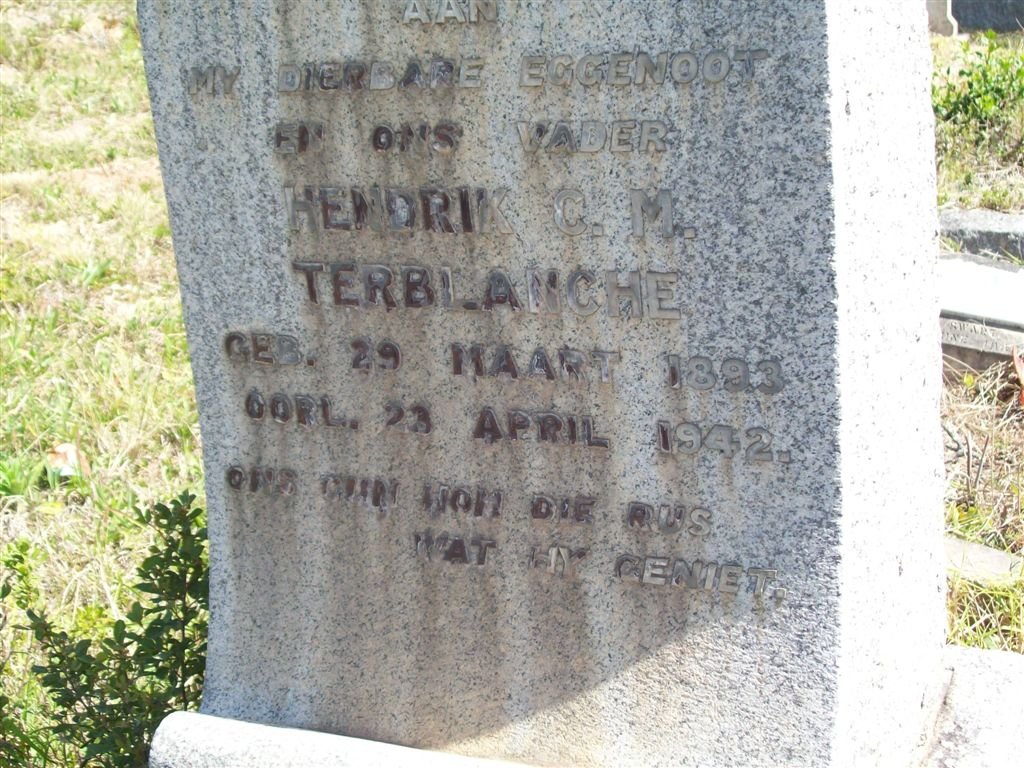 AAN
MY DIERBARE EGGENOOT
EN ONS VADER
HENDRIK C. M.
TERBLANCHE
GEB. 29 MAART 1893
OORL. 23 APRIL 1942.
ONS GUN HOM DIE RUS
WAT HY GENIET.